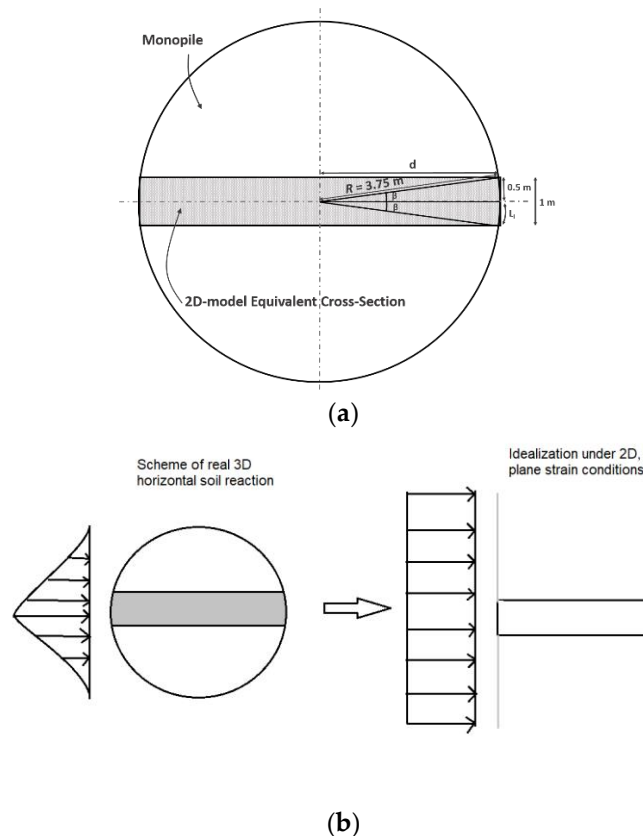 Monopile
d
R = 3.75 m
β
β
0.5 m
1 m
Lᵢ
2D-model Equivalent Cross-Section
(a)
Scheme of real 3D
horizontal soil reaction
Idealization under 2D,
plane strain conditions
(b)